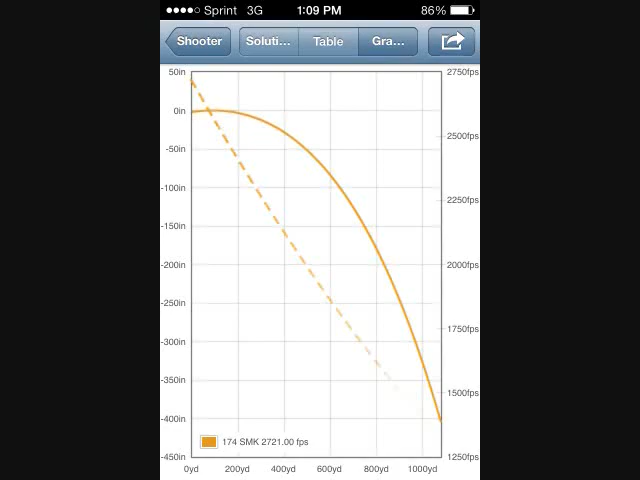 Sprint 3G 1:09 PM 86%
Shooter Soluti... Table Gra...
50in 2750fps
0in
2500fps
-50in
-100in
2250fps
-150in
-200in 2000fps
-250in
1750fps
-300in
-350in
1500fps
-400in
174 SMK 2721.00 fps
-450in 1250fps
0yd 200yd 400yd 600yd 800yd 1000yd